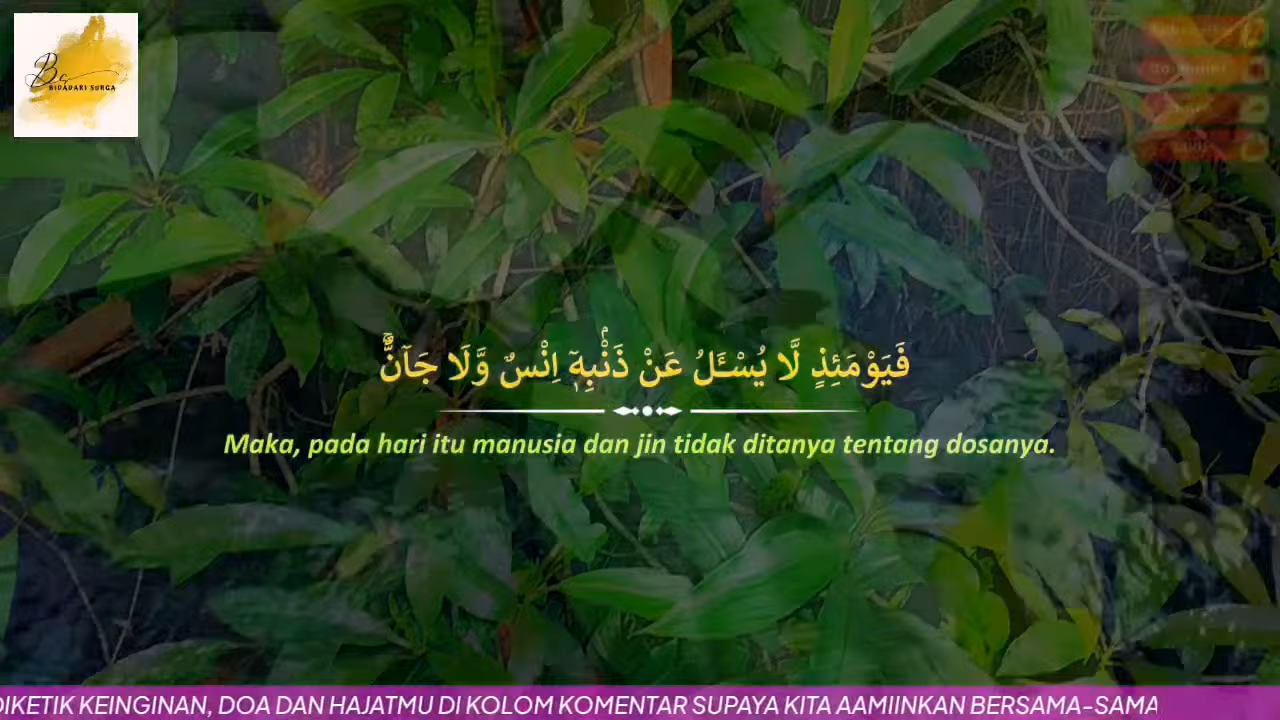 BIDADARI SURGA
فَيَوْمَئِذٍ لَّا يُسْـَٔلُ عَنْ ذَنْۢبِهٖٓ اِنْسٌ وَّلَا جَاۤنٌّۚ
Maka, pada hari itu manusia dan jin tidak ditanya tentang dosanya.
DIKETIK KEINGINAN, DOA DAN HAJATMU DI KOLOM KOMENTAR SUPAYA KITA AAMIINKAN BERSAMA-SAMA